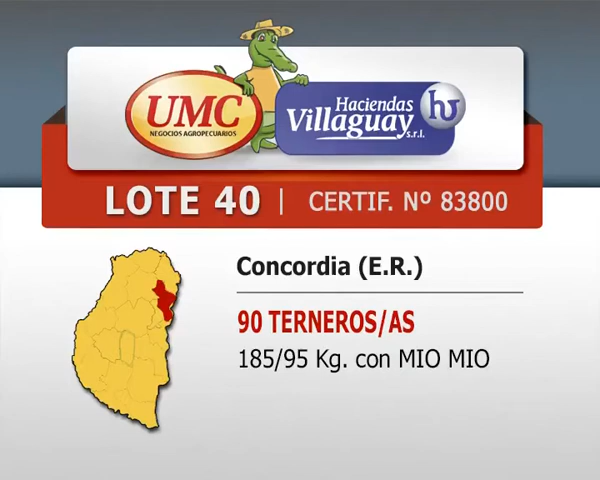 UMC
NEGOCIOS AGROPECUARIOS
Haciendas
Villaguay
s.r.l.
hv
LOTE 40 | CERTIF. Nº 83800
Concordia (E.R.)
90 TERNEROS/AS
185/95 Kg. con MIO MIO